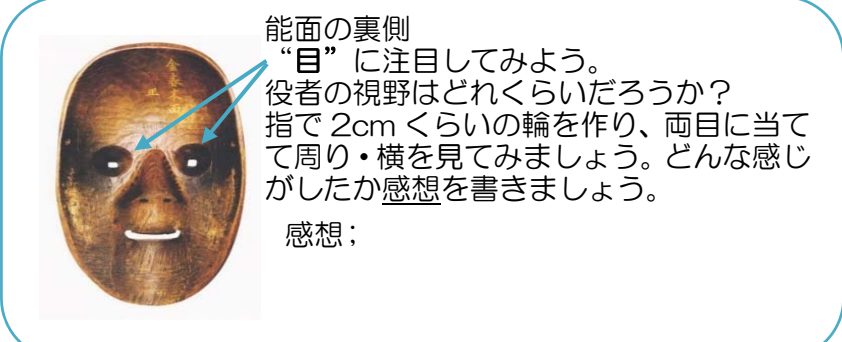 能面の裏側
“目”に注目してみよう。
役者の視野はどれくらいだろうか？
指で2cmくらいの輪を作り、両目に当て
て周り・横を見てみましょう。どんな感じ
がしたか感想を書きましょう。
感想；